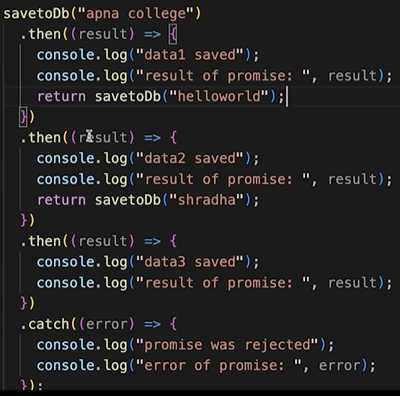 savetoDb("apna college")
.then((result) => {
console.log("data1 saved");
console.log("result of promise: ", result);
return savetoDb("helloworld");
})
.then((result) => {
console.log("data2 saved");
console.log("result of promise: ", result);
return savetoDb("shradha");
})
.then((result) => {
console.log("data3 saved");
console.log("result of promise: ", result);
})
.catch((error) => {
console.log("promise was rejected");
console.log("error of promise: ", error);
});